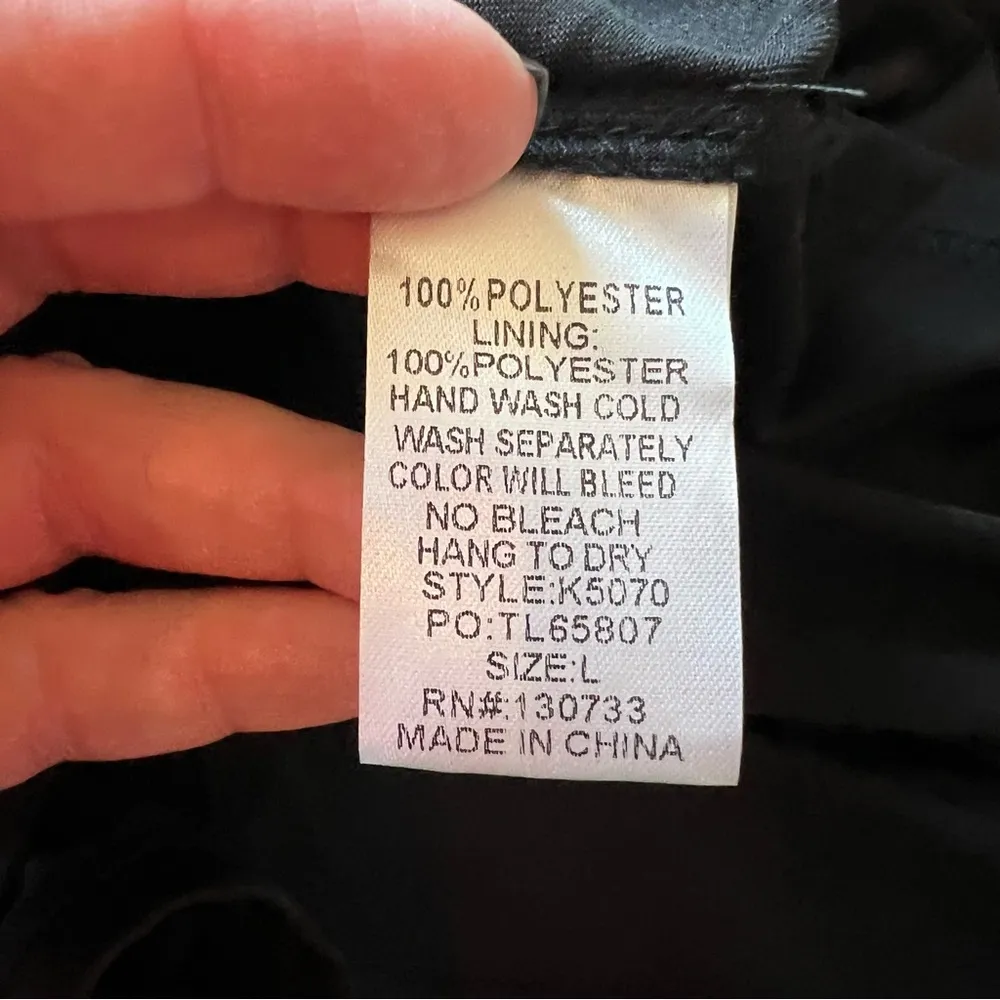 100% POLYESTER
LINING:
100%POLYESTER
HAND WASH COLD
WASH SEPARATELY
COLOR WILL BLEED
NO BLEACH
HANG TO DRY
STYLE:K5070
PO:TL65807
SIZE:L
RN#:130733
MADE IN CHINA